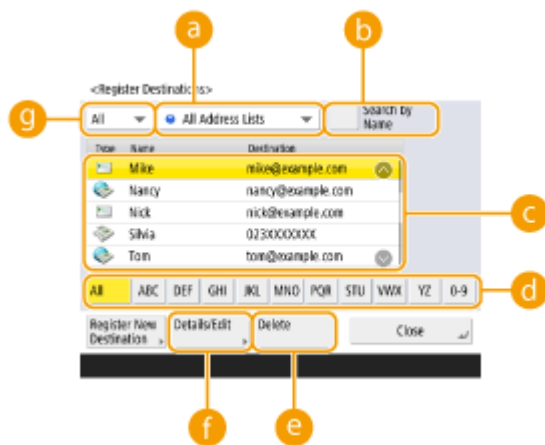 a
b
<Register Destinations>
g
All
All Address Lists
Search by
Name
Type Name Destination
Mike mike@example.com
Nancy nancy@example.com
Nick nick@example.com
c
Silvia 023XXXXXXX
Tom tom@example.com
All ABC DEF GHI JKL MNO PQR STU VWX YZ 0-9
d
Register New
Destination
Details/Edit
Delete
Close
f
e